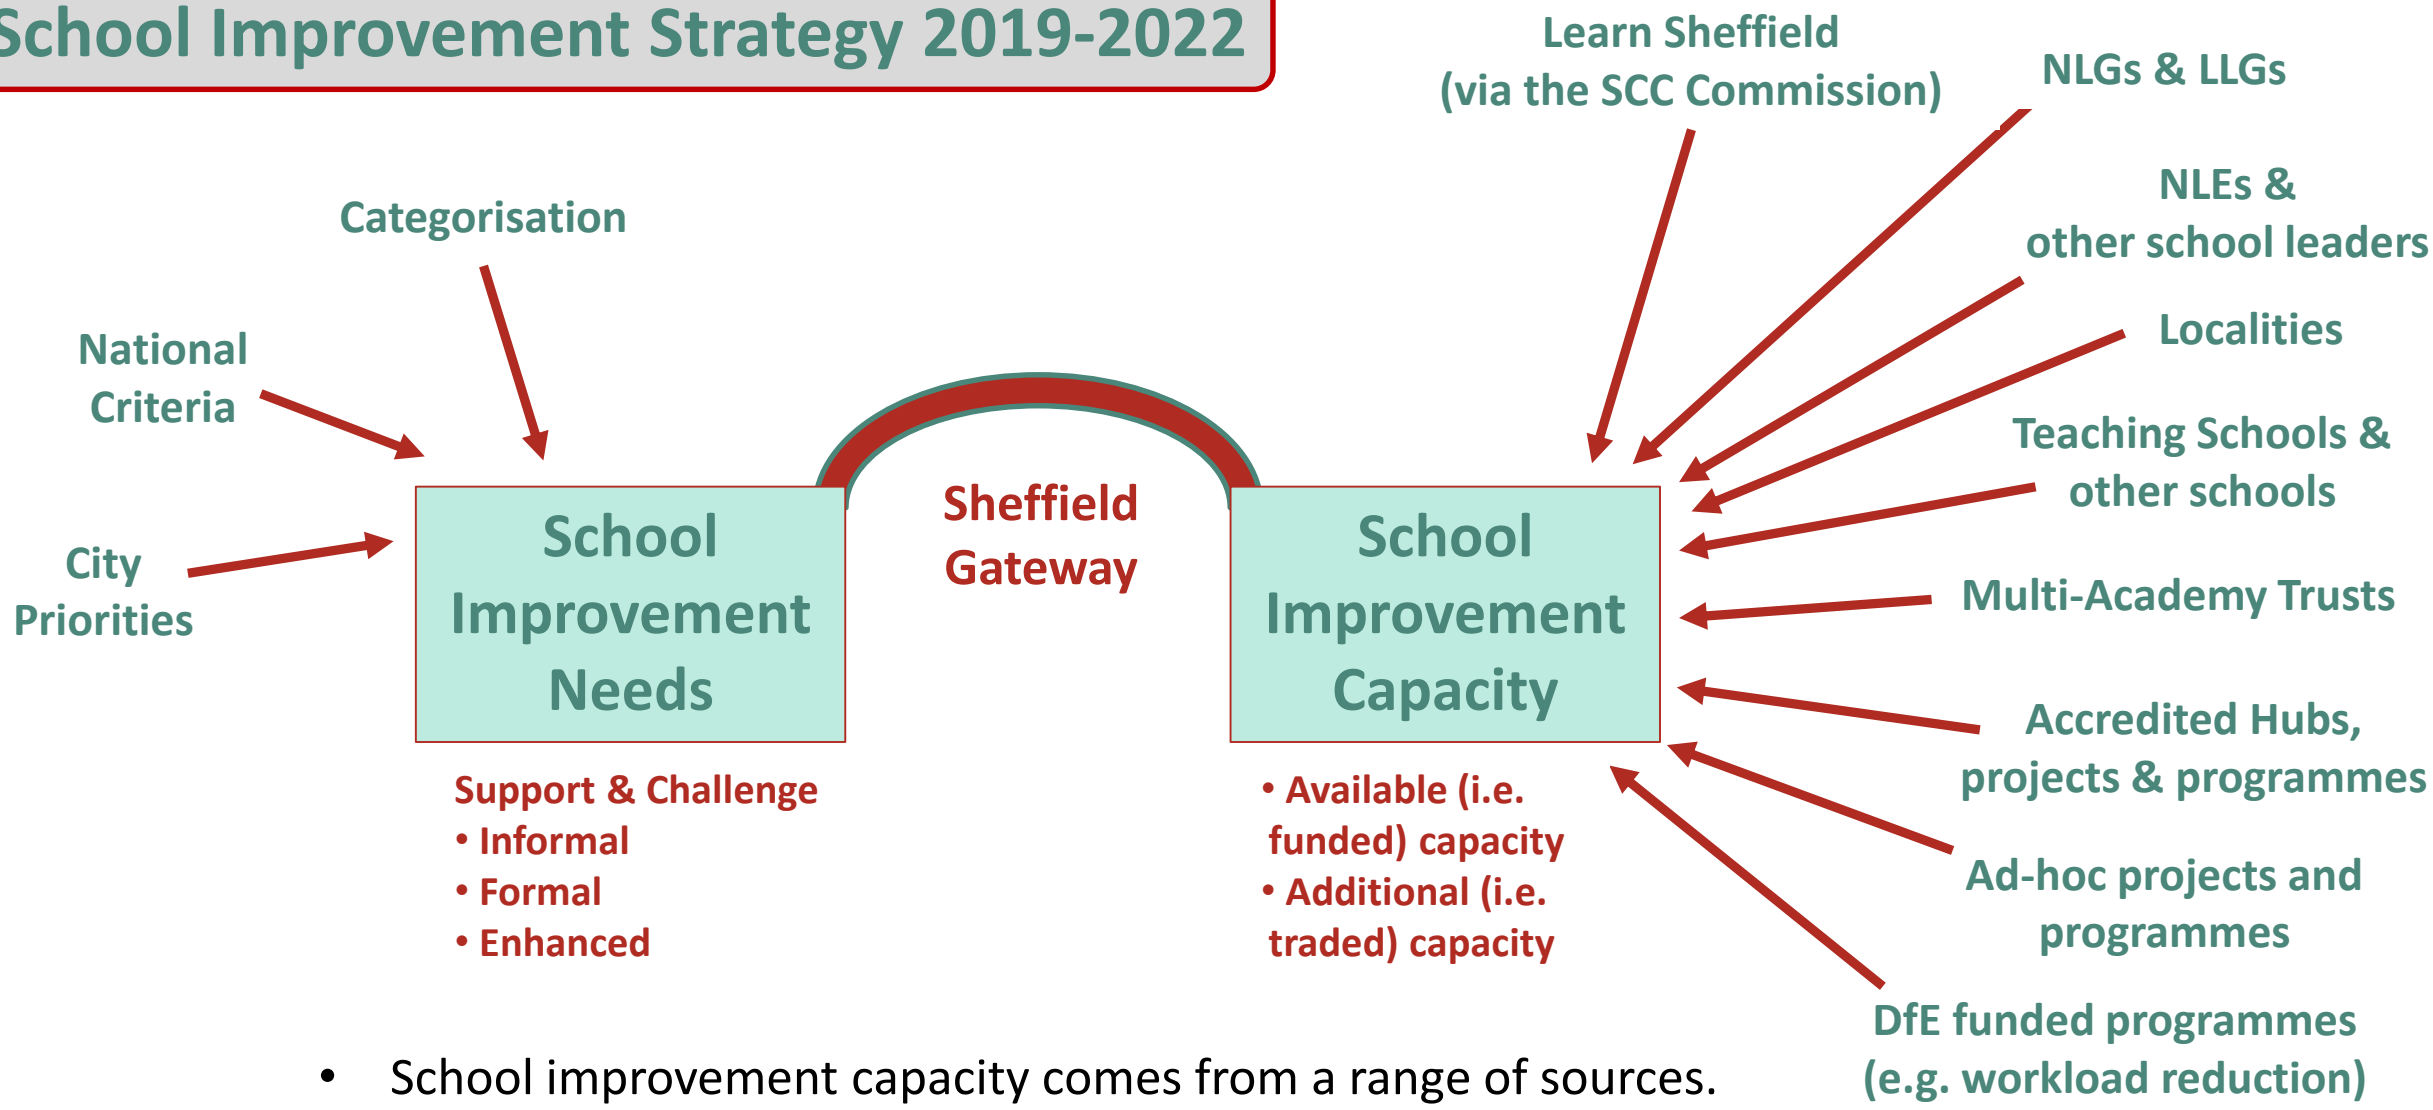 School Improvement Strategy 2019-2022
Learn Sheffield
(via the SCC Commission)
NLGs & LLGs
NLEs &
other school leaders
Categorisation
National
Criteria
Localities
Teaching Schools &
other schools
City
Priorities
School
Improvement
Needs
Sheffield
Gateway
School
Improvement
Capacity
Multi-Academy Trusts
Accredited Hubs,
projects & programmes
Support & Challenge
• Informal
• Formal
• Enhanced
• Available (i.e.
funded) capacity
• Additional (i.e.
traded) capacity
Ad-hoc projects and
programmes
DfE funded programmes
(e.g. workload reduction)
• School improvement capacity comes from a range of sources.